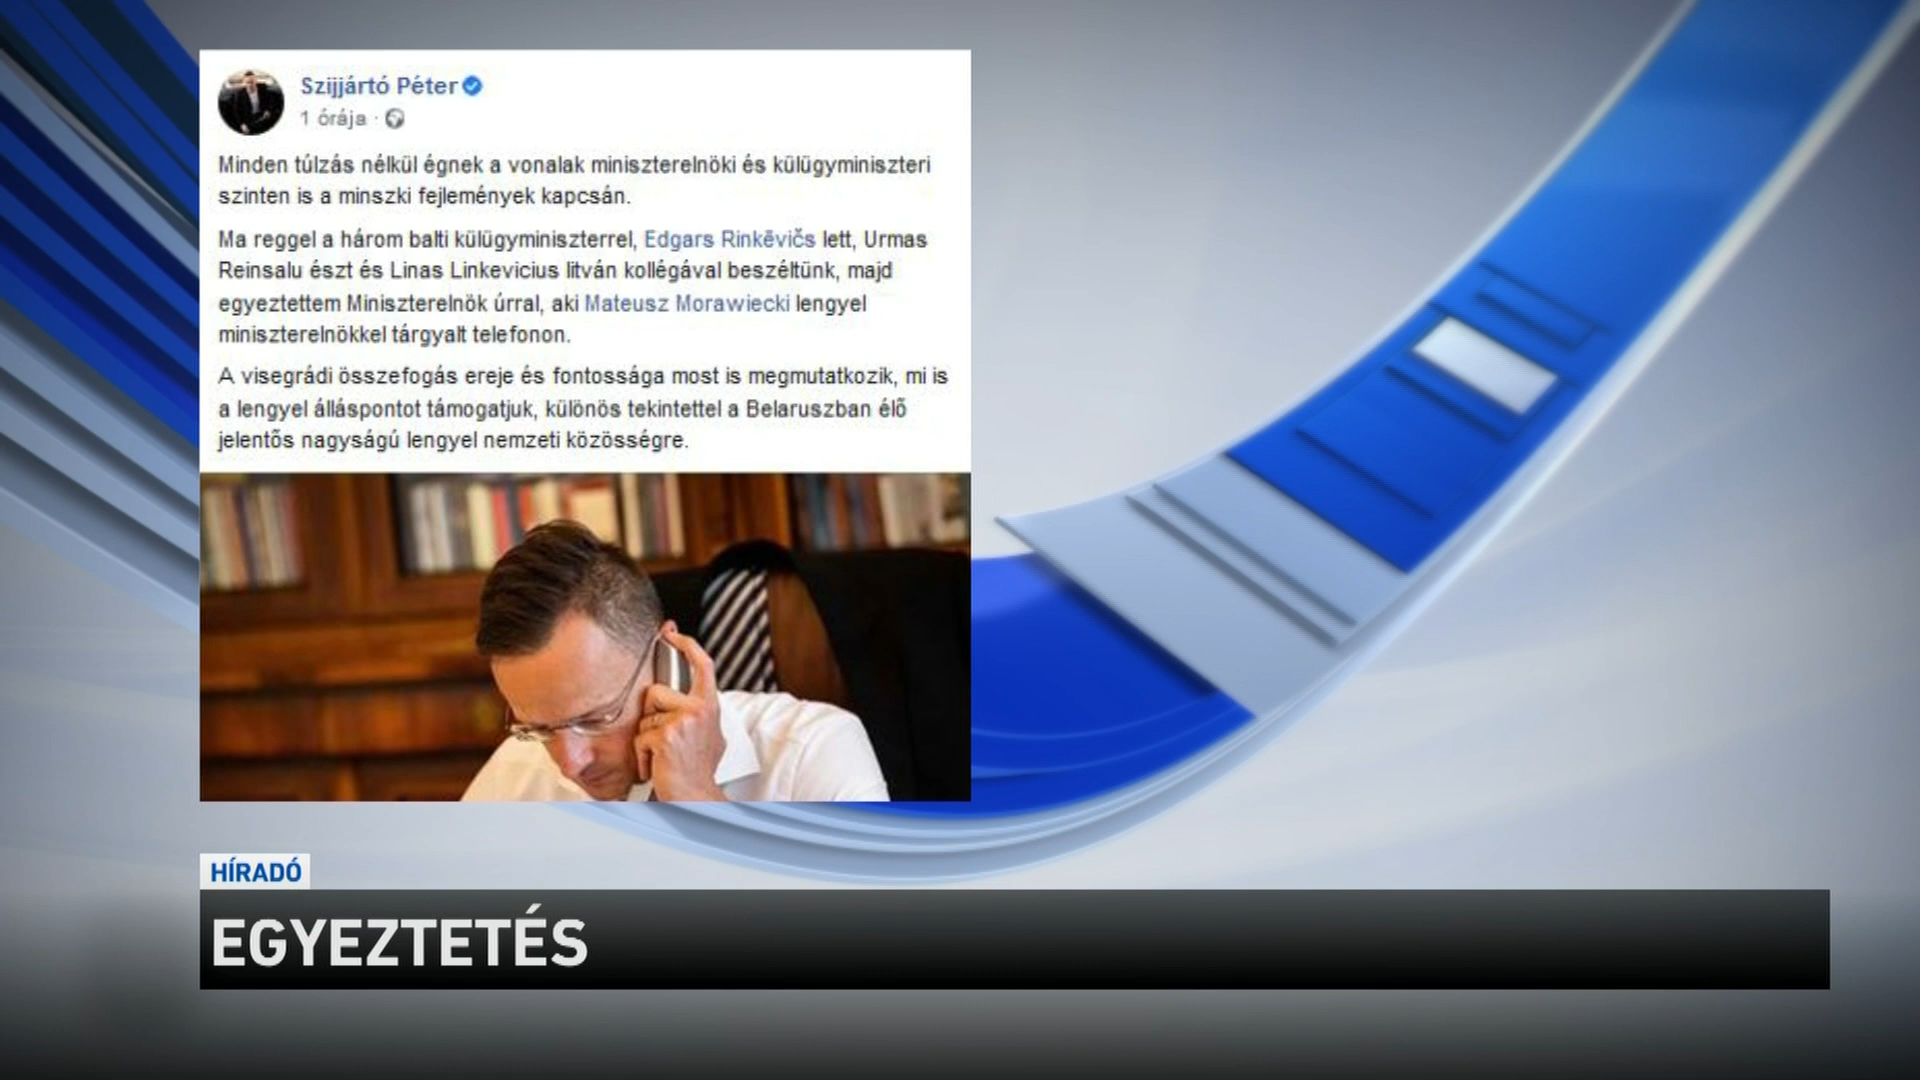 Szijjártó Péter
1 órája ·
Minden túlzás nélkül égnek a vonalak miniszterelnöki és külügyminiszteri
szinten is a minszki fejlemények kapcsán.
Ma reggel a három balti külügyminiszterrel, Edgars Rinkēvičs lett, Urmas
Reinsalu észt és Linas Linkevicius litván kollégával beszéltünk, majd
egyeztettem Miniszterelnök úrral, aki Mateusz Morawiecki lengyel
miniszterelnökkel tárgyalt telefonon.
A visegrádi összefogás ereje és fontossága most is megmutatkozik, mi is
a lengyel álláspontot támogatjuk, különös tekintettel a Belaruszban élő
jelentős nagyságú lengyel nemzeti közösségre.
HÍRADÓ
EGYEZTETÉS